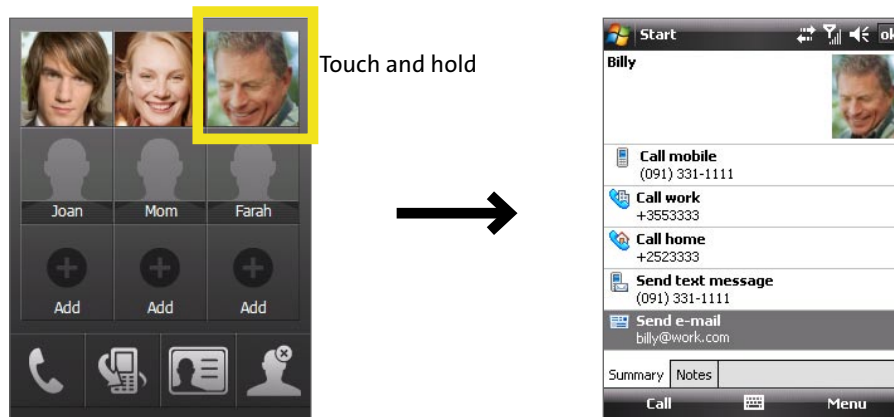 Touch and hold
Joan Mom Farah
Add Add Add
Start ok
Billy
Call mobile
(091) 331-1111
Call work
+3553333
Call home
+2523333
Send text message
(091) 331-1111
Send e-mail
billy@work.com
Summary Notes
Call Menu